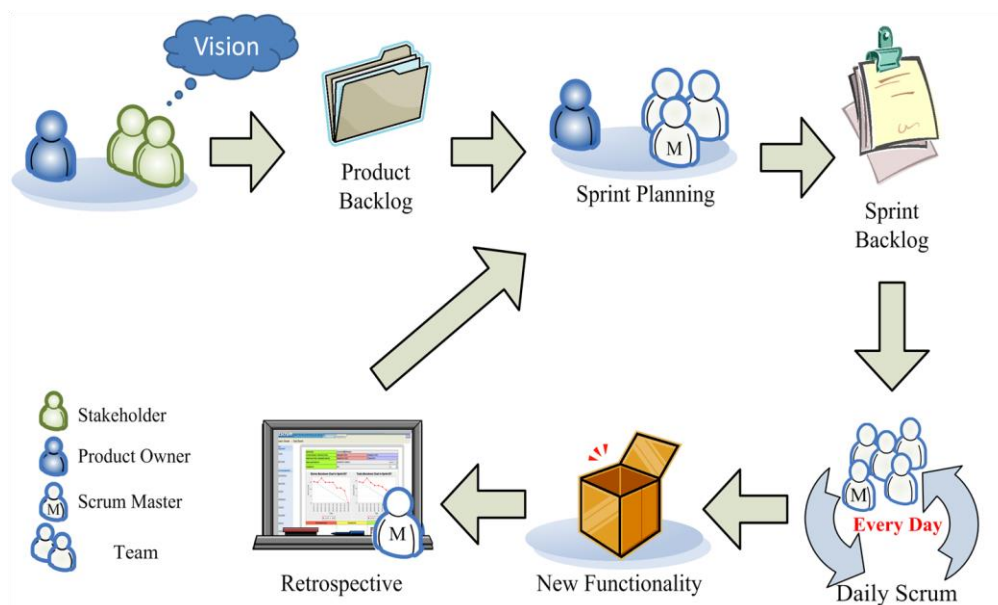 Vision
Product
Backlog
Sprint Planning
M
Sprint
Backlog
Stakeholder
Product Owner
M
Scrum Master
Team
M
Retrospective
New Functionality
M
Every Day
Daily Scrum